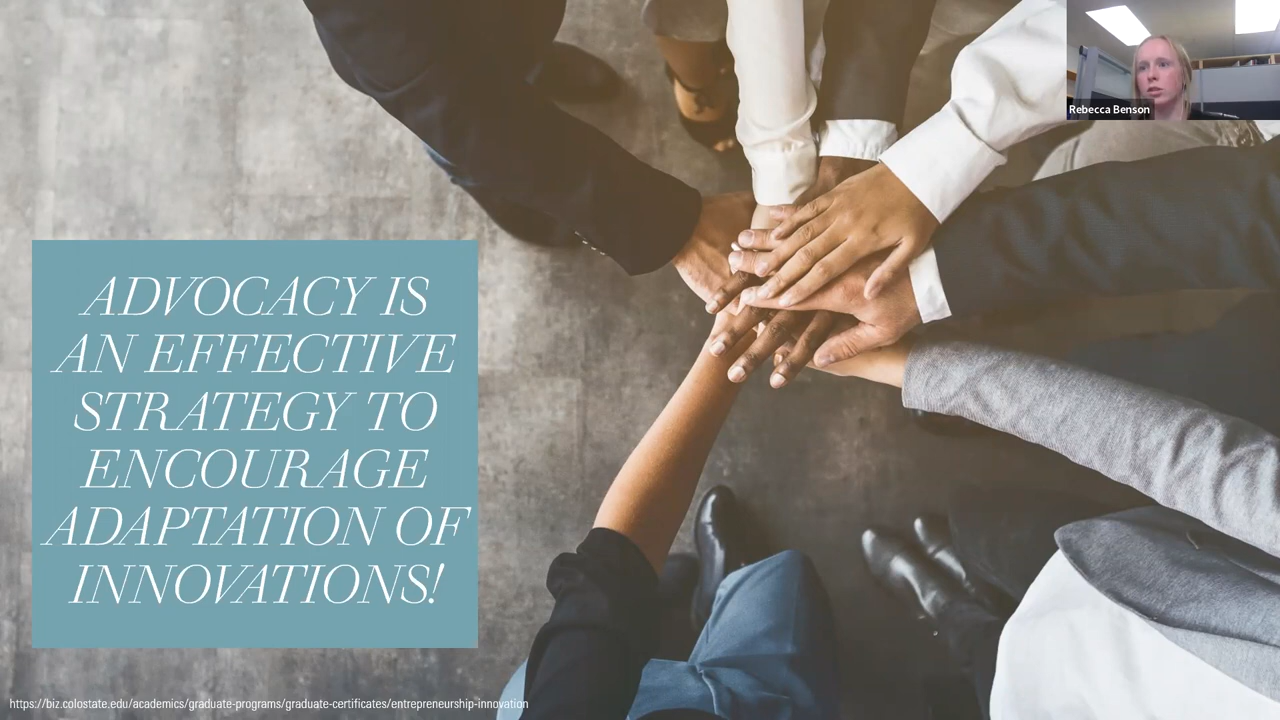 Rebecca Benson
ADVOCACY IS
AN EFFECTIVE
STRATEGY TO
ENCOURAGE
ADAPTATION OF
INNOVATIONS!
https://biz.colostate.edu/academics/graduate-programs/graduate-certificates/entrepreneurship-innovation